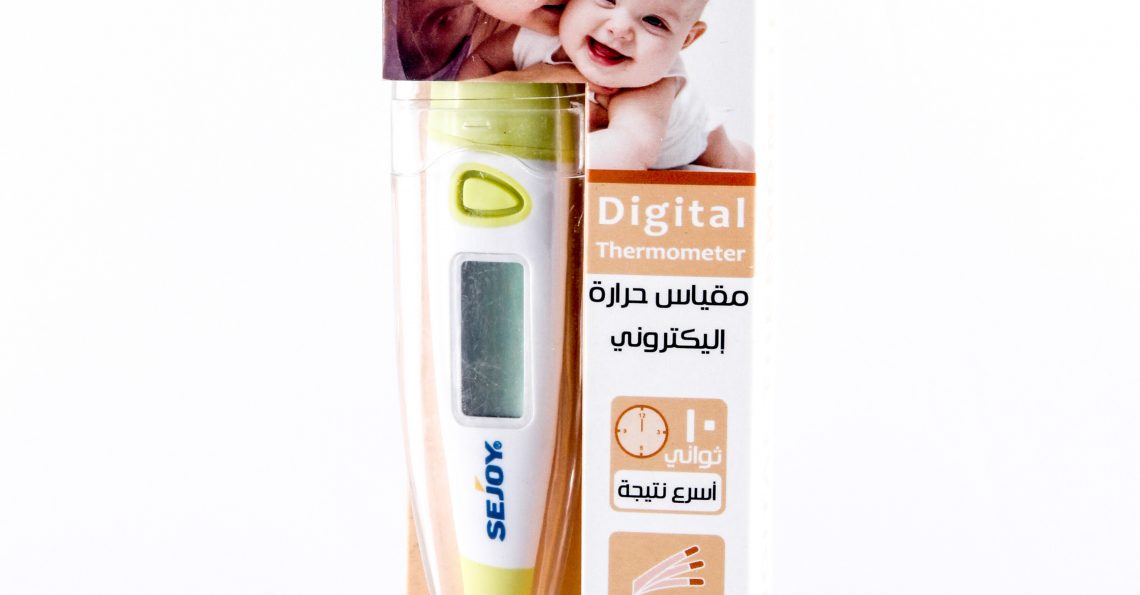 Digital
Thermometer
مقياس حرارة
إليكتروني
١٠
ثواني
أسرع نتيجة
SEJOY®